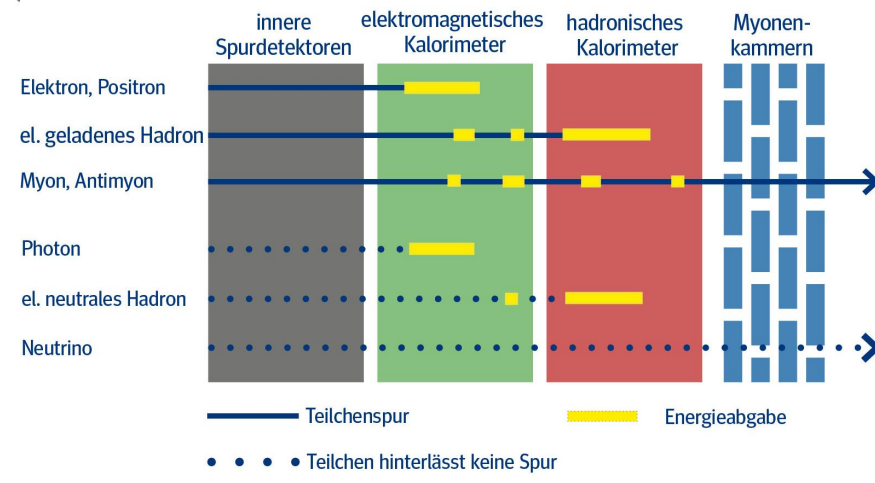 innere
Spurdetektoren
elektromagnetisches
Kalorimeter
hadronisches
Kalorimeter
Myonen-
kammern
Elektron, Positron
el. geladenes Hadron
Myon, Antimyon
Photon
el. neutrales Hadron
Neutrino
Teilchenspur
Energieabgabe
Teilchen hinterlässt keine Spur